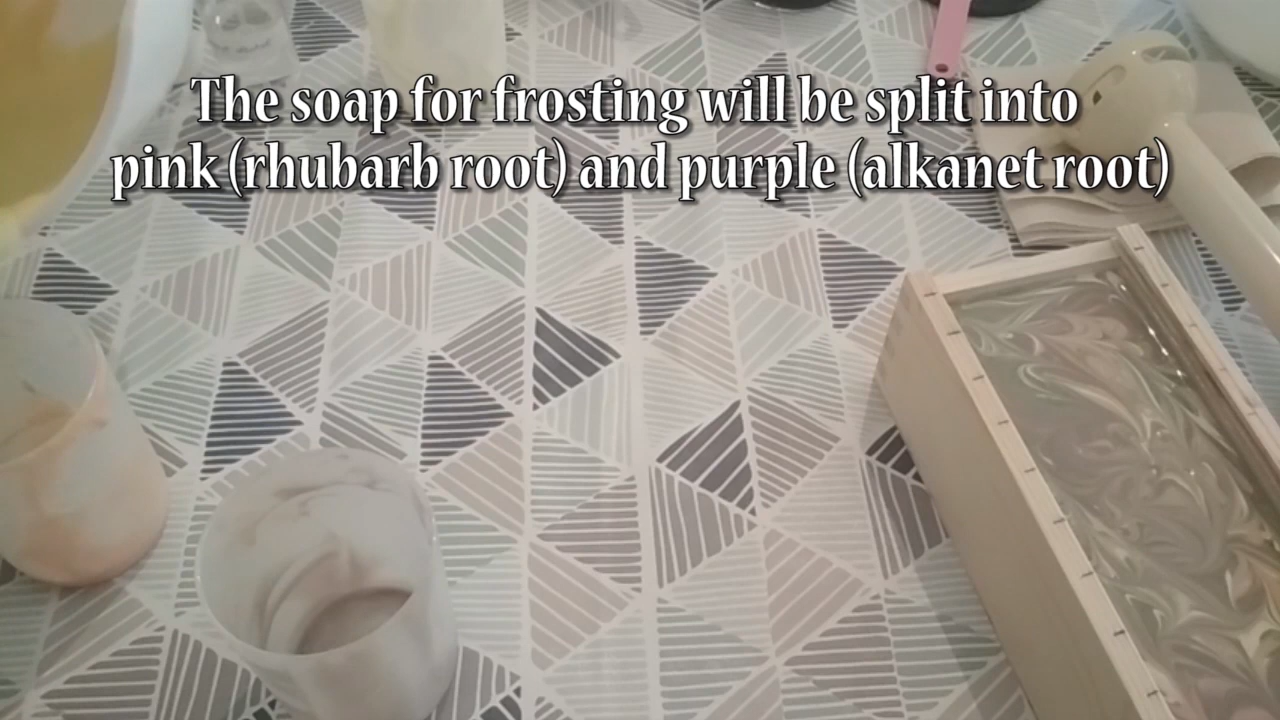 The soap for frosting will be split into
pink (rhubarb root) and purple (alkanet root)